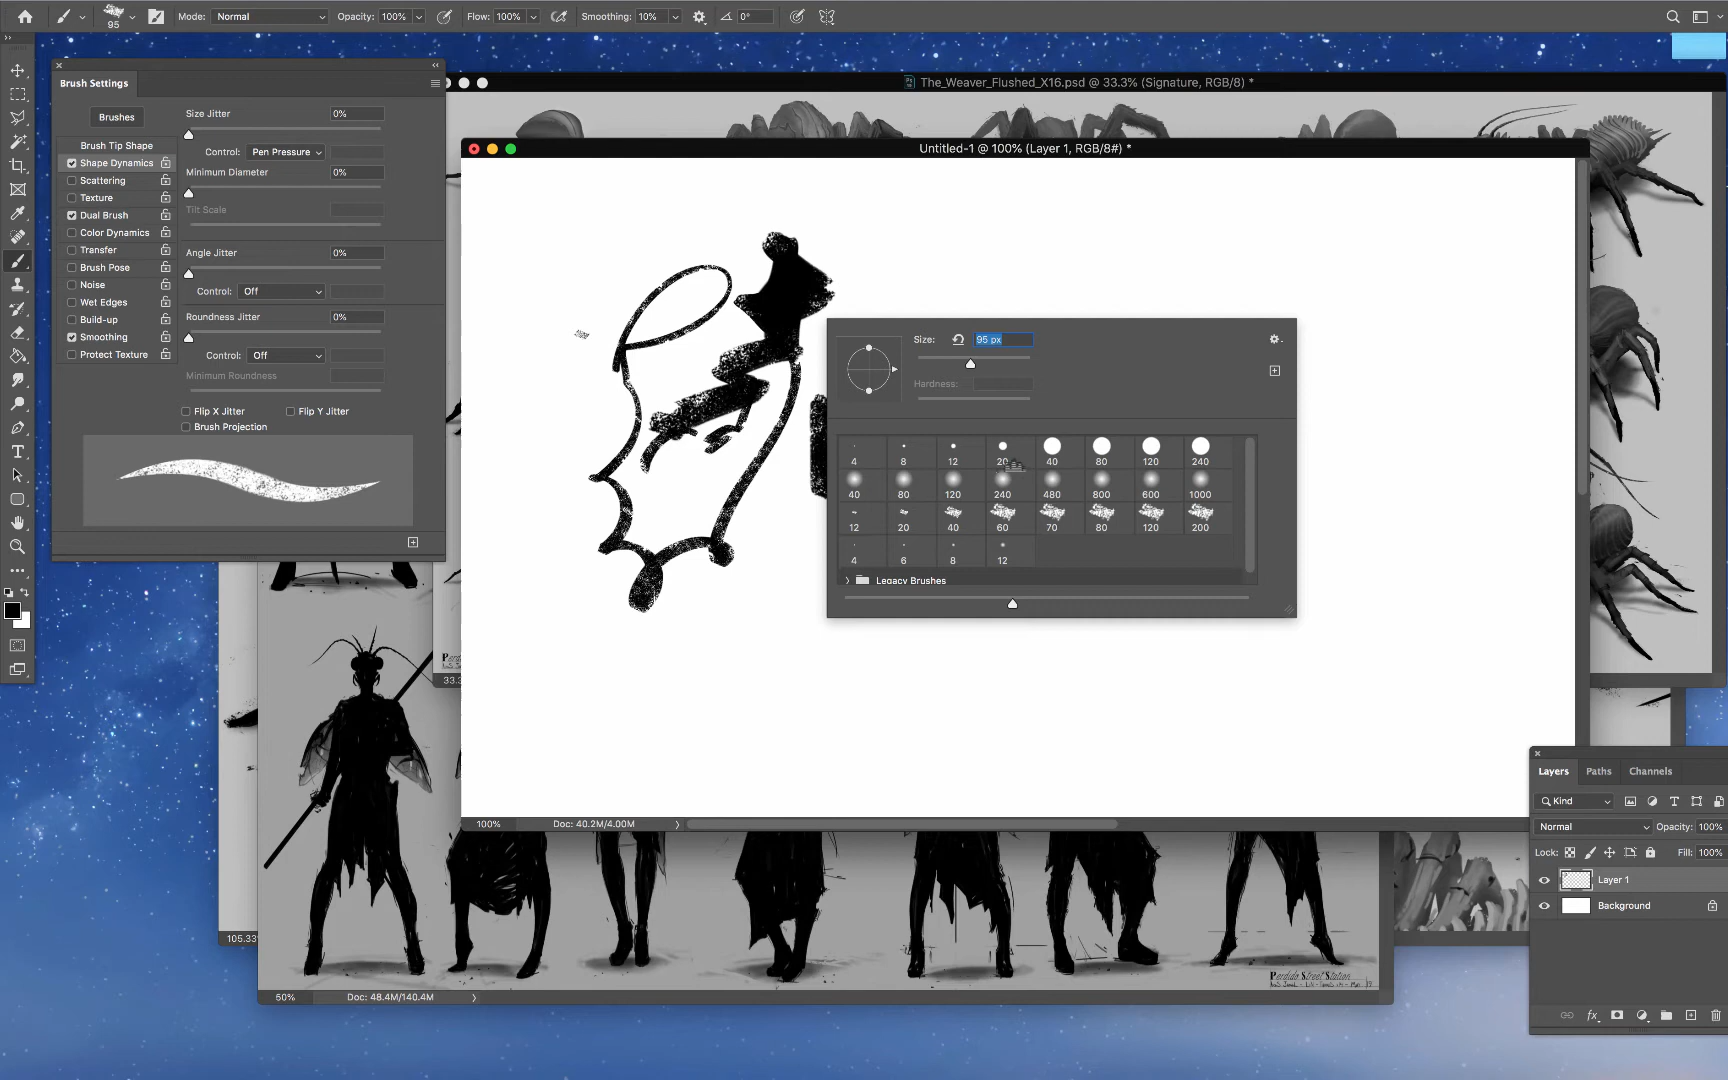 95
Mode: Normal
Opacity: 100%
Flow: 100%
Smoothing: 10%
0°
Brush Settings
Brushes
Brush Tip Shape
Shape Dynamics
Scattering
Texture
Dual Brush
Color Dynamics
Transfer
Brush Pose
Noise
Wet Edges
Build-up
Smoothing
Protect Texture
Size Jitter 0%
Control: Pen Pressure
Minimum Diameter 0%
Tilt Scale
Angle Jitter 0%
Control: Off
Roundness Jitter 0%
Control: Off
Minimum Roundness
Flip X Jitter Flip Y Jitter
Brush Projection
The_Weaver_Flushed_X16.psd @ 33.3% (Signature, RGB/8) *
Untitled-1 @ 100% (Layer 1, RGB/8#) *
Size: 95 px
Hardness:
4 8 12 20 40 80 120 240
40 80 120 240 480 800 600 1000
12 20 40 60 70 80 120 200
4 6 8 12
Legacy Brushes
33.3
100% Doc: 40.2M/4.00M
105.33
Perdido Street Station
50% Doc: 48.4M/140.4M
Layers Paths Channels
Kind
Normal Opacity: 100%
Lock: Fill: 100%
Layer 1
Background
fx